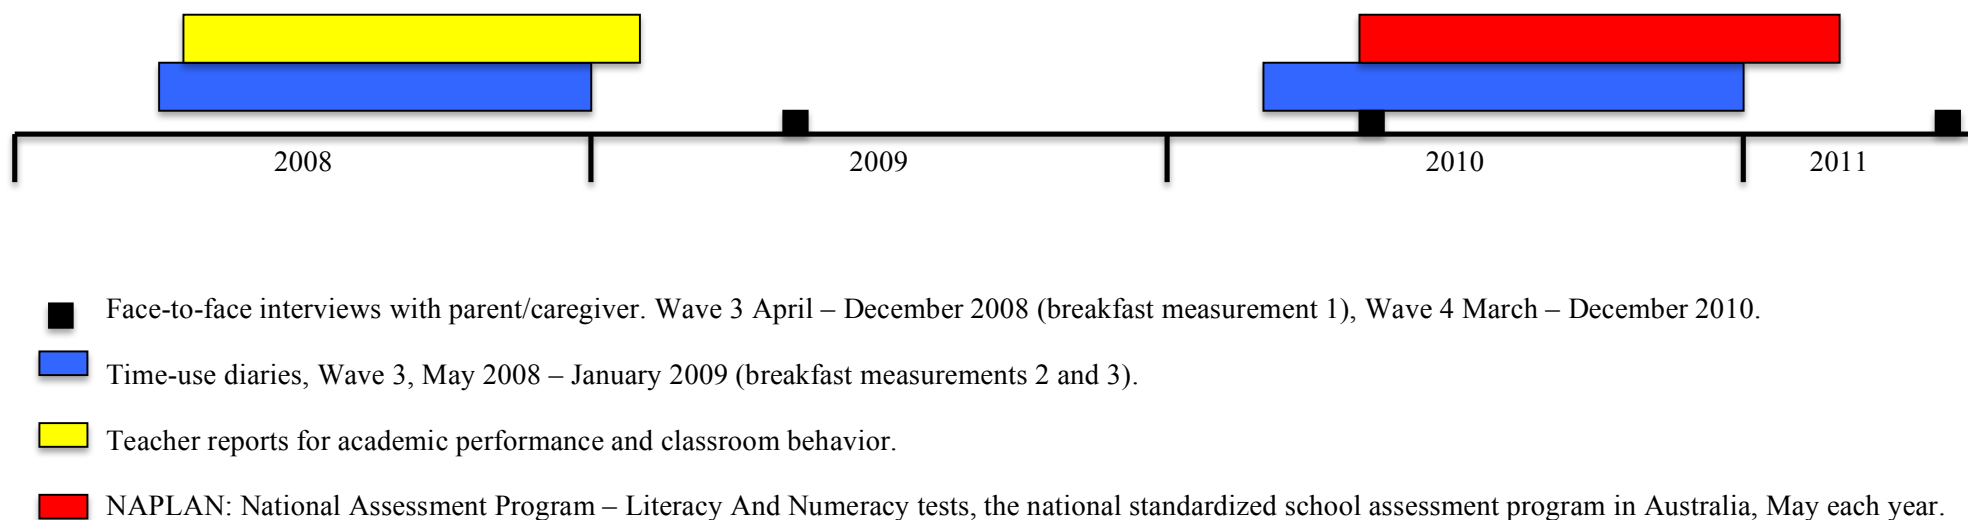 2008 2009 2010 2011
Face-to-face interviews with parent/caregiver. Wave 3 April – December 2008 (breakfast measurement 1), Wave 4 March – December 2010.
Time-use diaries, Wave 3, May 2008 – January 2009 (breakfast measurements 2 and 3).
Teacher reports for academic performance and classroom behavior.
NAPLAN: National Assessment Program – Literacy And Numeracy tests, the national standardized school assessment program in Australia, May each year.